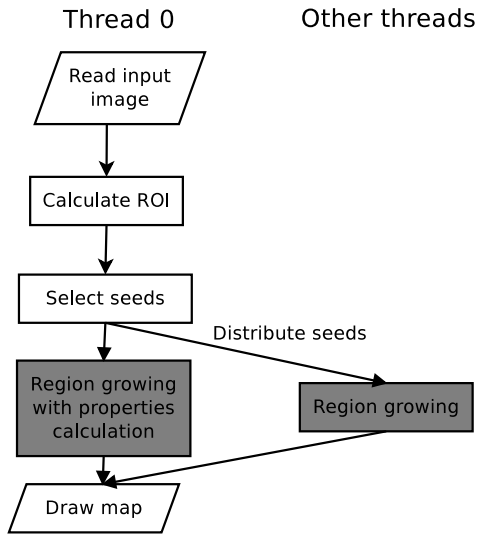 Thread 0
Other threads
Read input
image
Calculate ROI
Select seeds
Distribute seeds
Region growing
with properties
calculation
Region growing
Draw map